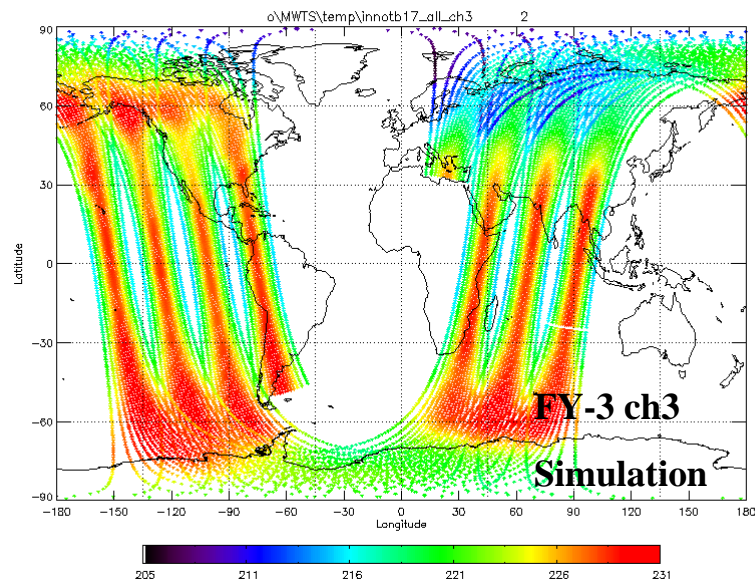 o\MWTS\temp\innotb17_all_ch3 2
90
60
30
0
-30
-60
-90
Latitude
-180 -150 -120 -90 -60 -30 0 30 60 90 120 150 180
Longitude
FY-3 ch3
Simulation
205 211 216 221 226 231